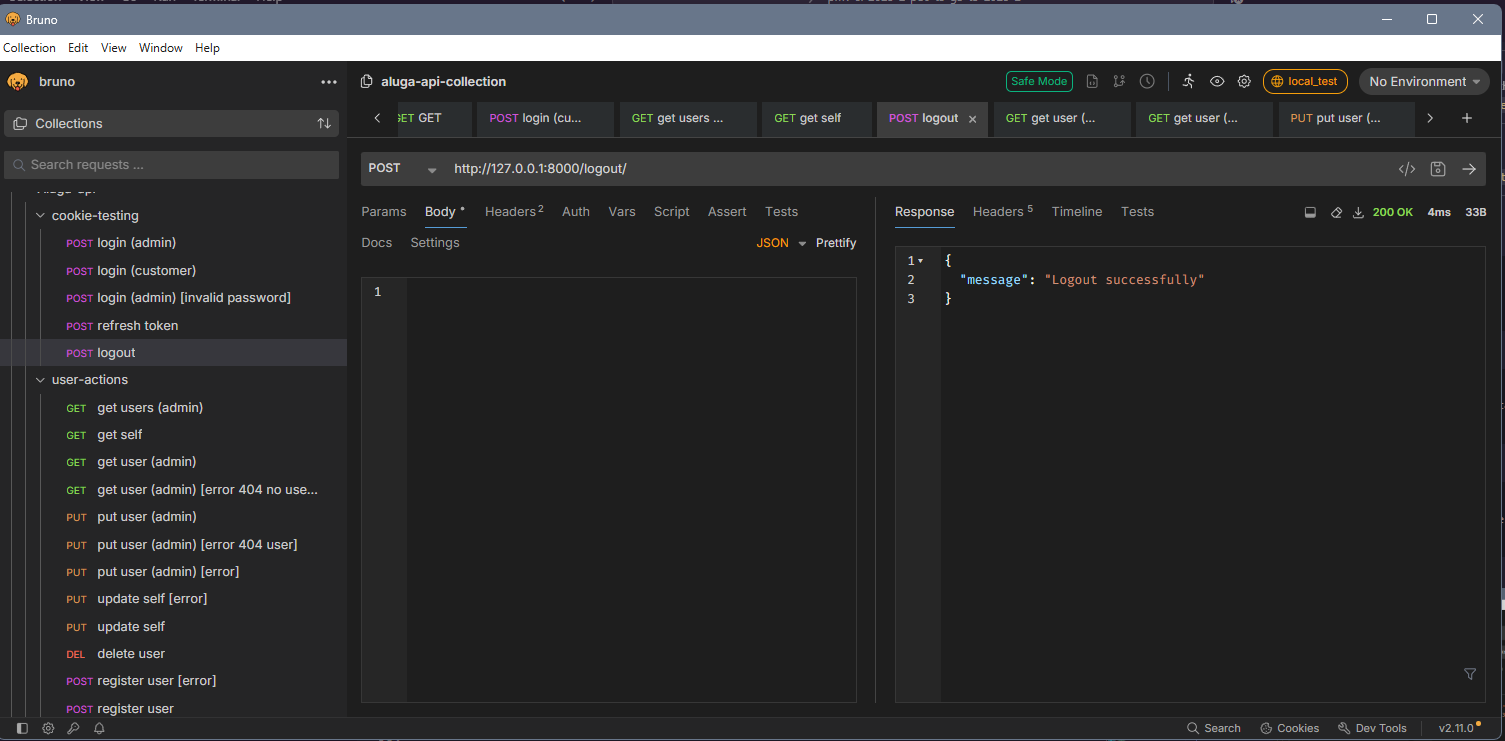 Bruno
Collection Edit View Window Help
bruno
aluga-api-collection
Safe Mode
local_test
No Environment
Collections
GET GET
POST login (cu...
GET get users ...
GET get self
POST logout
GET get user (...
GET get user (...
PUT put user (...
Search requests ...
POST http://127.0.0.1:8000/logout/
cookie-testing
POST login (admin)
POST login (customer)
POST login (admin) [invalid password]
POST refresh token
POST logout
user-actions
GET get users (admin)
GET get self
GET get user (admin)
GET get user (admin) [error 404 no use...
PUT put user (admin)
PUT put user (admin) [error 404 user]
PUT put user (admin) [error]
PUT update self [error]
PUT update self
DEL delete user
POST register user [error]
POST register user
Params Body Headers 2 Auth Vars Script Assert Tests
Docs Settings JSON Prettify
1
Response Headers 5 Timeline Tests 200 OK 4ms 33B
1 {
2 "message": "Logout successfully"
3 }
Search Cookies Dev Tools v2.11.0